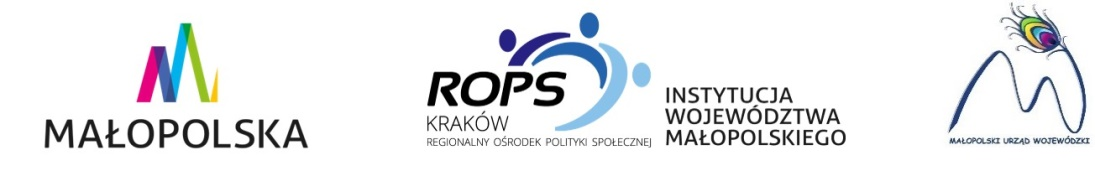 MAŁOPOLSKA
ROPS
KRAKÓW
REGIONALNY OŚRODEK POLITYKI SPOŁECZNEJ
INSTYTUCJA
WOJEWÓDZTWA
MAŁOPOLSKIEGO
MAŁOPOLSKI URZĄD WOJEWÓDZKI